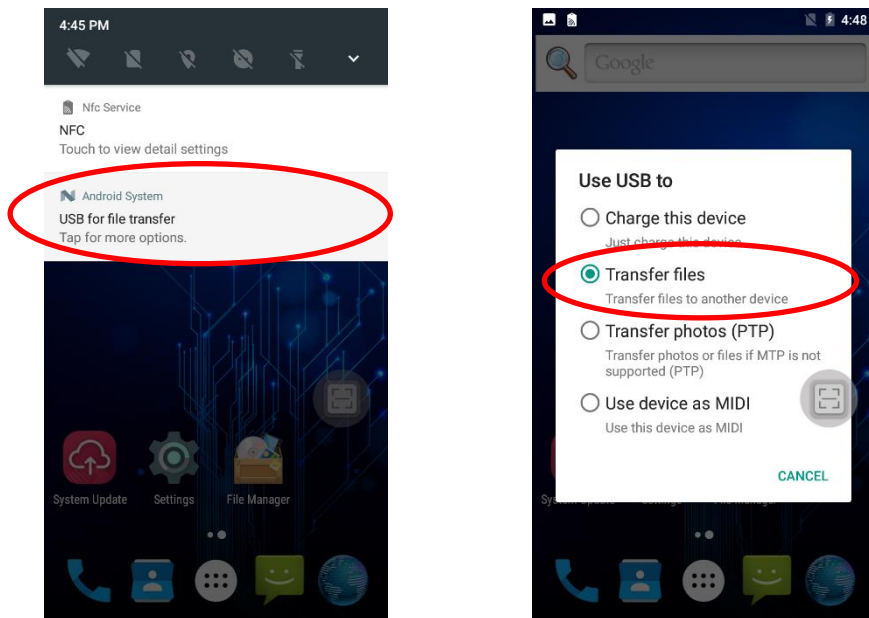 4:45 PM
Nfc Service
NFC
Touch to view detail settings
Android System
USB for file transfer
Tap for more options.
System Update Settings File Manager
4:48
Google
Use USB to
Charge this device
Just charge this device
Transfer files
Transfer files to another device
Transfer photos (PTP)
Transfer photos or files if MTP is not
supported (PTP)
Use device as MIDI
Use this device as MIDI
CANCEL